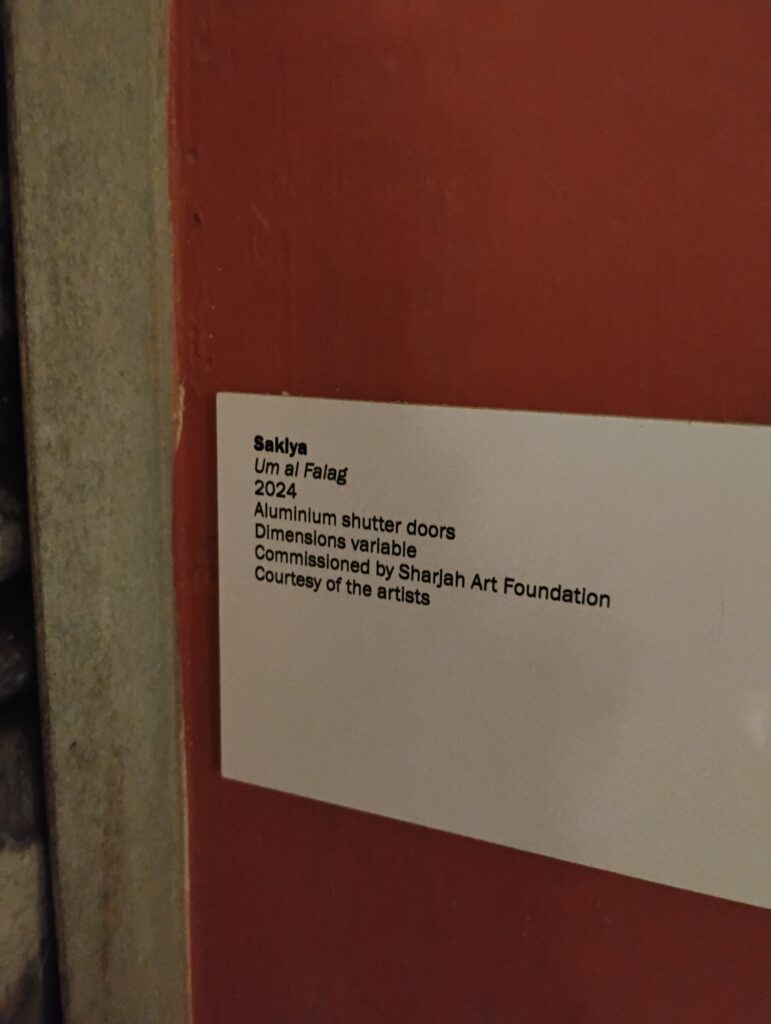 Sakiya
Um al Falag
2024
Aluminium shutter doors
Dimensions variable
Commissioned by Sharjah Art Foundation
Courtesy of the artists